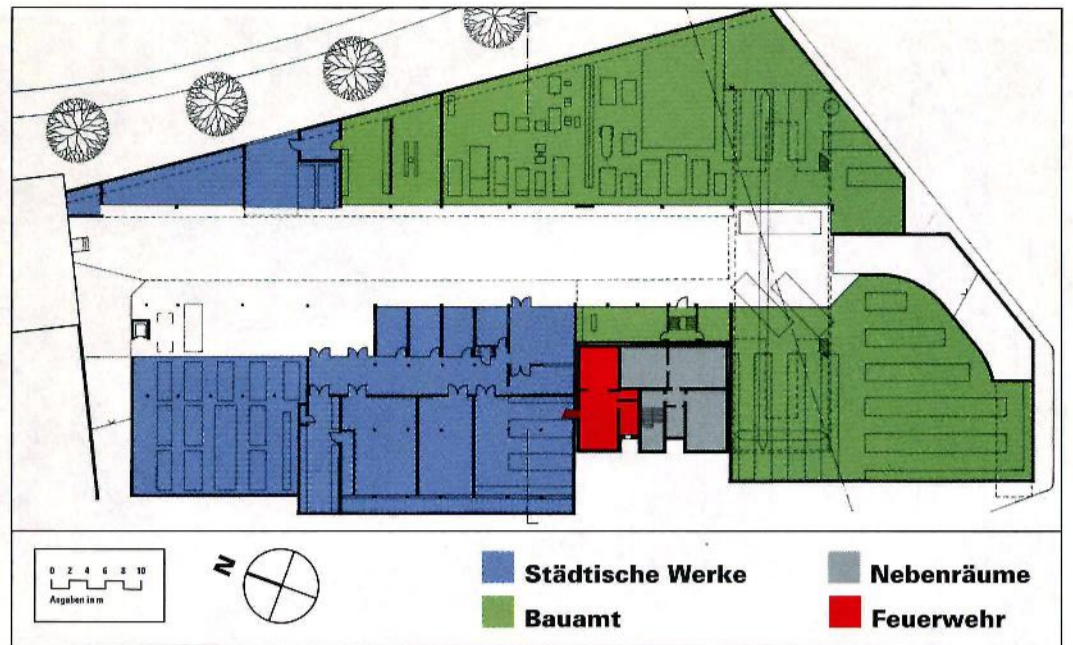 0 2 4 6 8 10
Angaben in m
N
Städtische Werke
Bauamt
Nebenräume
Feuerwehr